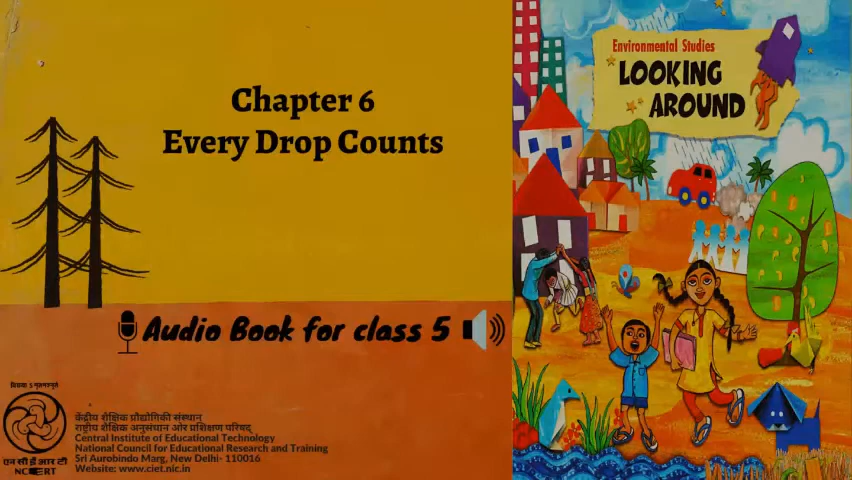 Chapter 6
Every Drop Counts
Environmental Studies
LOOKING
AROUND
Audio Book for class 5
केंद्रीय शैक्षिक प्रौद्योगिकी संस्थान
राष्ट्रीय शैक्षिक अनुसंधान और प्रशिक्षण परिषद्
Central Institute of Educational Technology
National Council for Educational Research and Training
Sri Aurobindo Marg, New Delhi- 110016
Website: www.ciet.nic.in
एन सी ई आर टी
NCERT